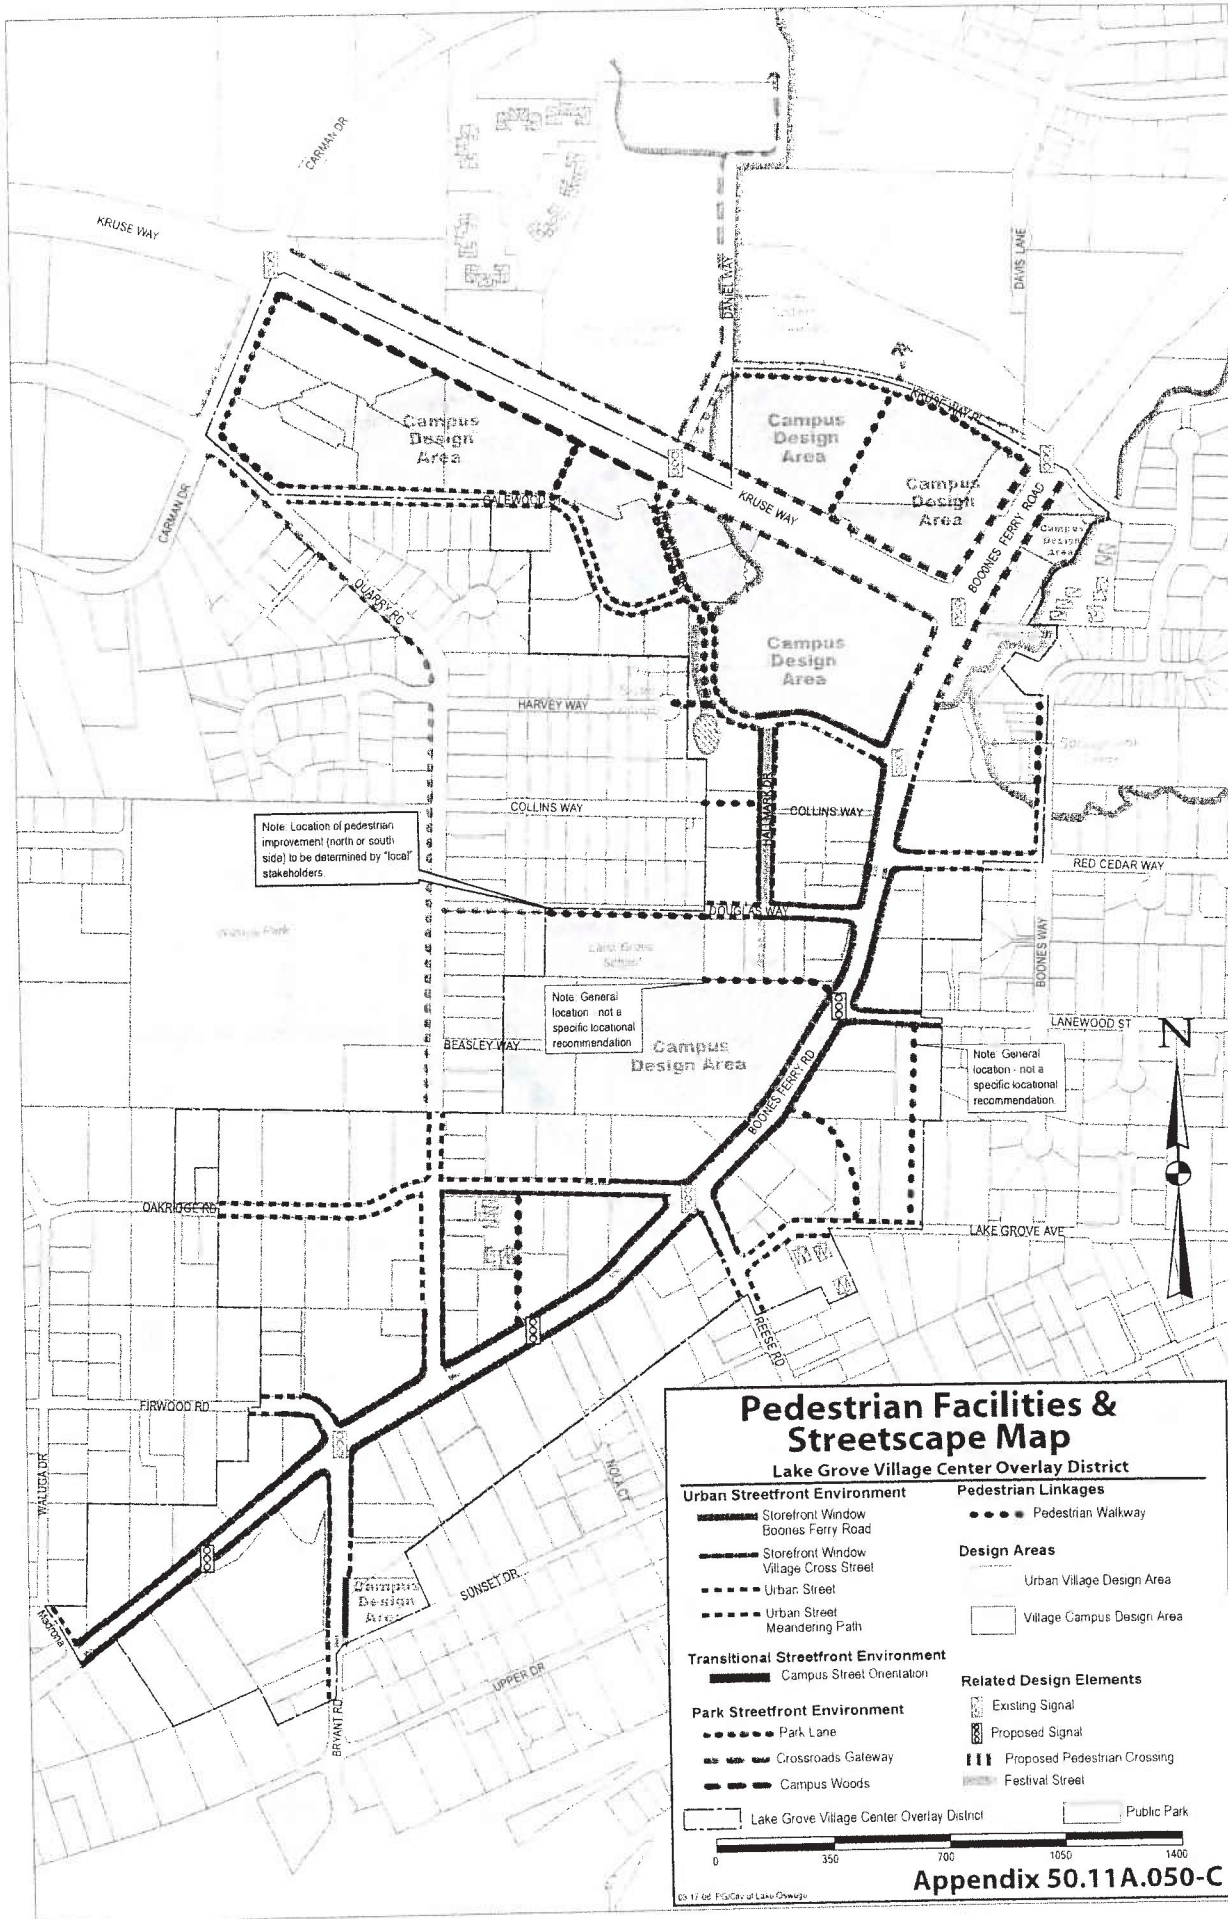 CARMAN DR
KRUSE WAY
DANIEL WAY
DAVIS LANE
Campus
Design
Area
Campus
Design
Area
Campus
Design
Area
KRUSE WAY
BOONES FERRY ROAD
Campus
Design
Area
GALEWOOD
CARMAN DR
QUARRY RD
Campus
Design
Area
HARVEY WAY
COLLINS WAY
HALLMARK DR
COLLINS WAY
Note: Location of pedestrian
improvement (north or south
side) to be determined by "local"
stakeholders.
RED CEDAR WAY
DOUGLAS WAY
Lake Grove
School
BOONES WAY
Note: General
location - not a
specific locational
recommendation
LANEWOOD ST
N
BEASLEY WAY
Campus
Design Area
Note: General
location - not a
specific locational
recommendation.
BOONES FERRY RD
OAKRIDGE RD
LAKE GROVE AVE
REESE RD
FIRWOOD RD
WALUGA DR
SUNSET DR
Campus
Design
Area
Madrona
UPPER DR
BRYANT RD
Pedestrian Facilities &
Streetscape Map
Lake Grove Village Center Overlay District
Urban Streetfront Environment
Storefront Window
Boones Ferry Road
Storefront Window
Village Cross Street
Urban Street
Urban Street
Meandering Path
Transitional Streetfront Environment
Campus Street Orientation
Park Streetfront Environment
Park Lane
Crossroads Gateway
Campus Woods
Pedestrian Linkages
Pedestrian Walkway
Design Areas
Urban Village Design Area
Village Campus Design Area
Related Design Elements
Existing Signal
Proposed Signal
Proposed Pedestrian Crossing
Festival Street
Lake Grove Village Center Overlay District
Public Park
0 350 700 1050 1400
Appendix 50.11A.050-C